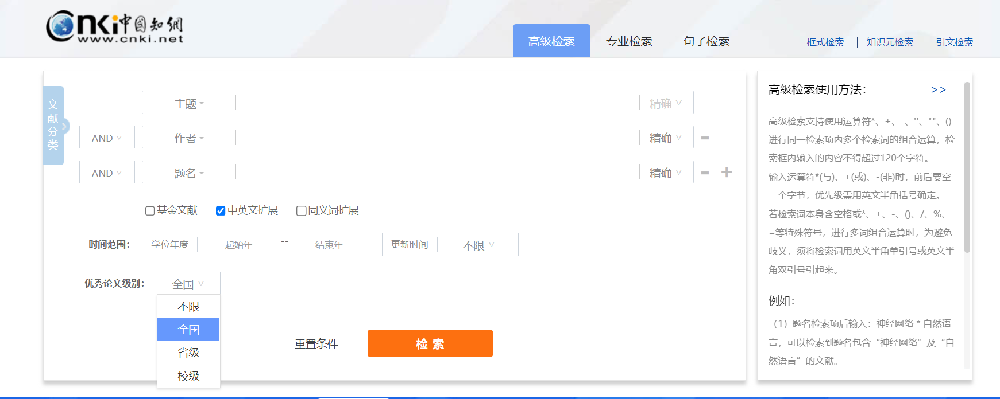 Cnki中国知網
www.cnki.net
高级检索
专业检索
句子检索
一框式检索
知识元检索
引文检索
文献分类
主题
精确
AND
作者
精确
AND
题名
精确
基金文献
中英文扩展
同义词扩展
时间范围：
学位年度
起始年
--
结束年
更新时间
不限
优秀论文级别：
全国
不限
全国
省级
校级
重置条件
检索
高级检索使用方法：
>>
高级检索支持使用运算符*、+、-、''、""、()
进行同一检索项内多个检索词的组合运算，检
索框内输入的内容不得超过120个字符。
输入运算符*(与)、+(或)、-(非)时，前后要空
一个字节，优先级需用英文半角括号确定。
若检索词本身含空格或*、+、-、()、/、%、
=等特殊符号，进行多词组合运算时，为避免
歧义，须将检索词用英文半角单引号或英文半
角双引号引起来。
例如：
（1）题名检索项后输入：神经网络 * 自然语
言，可以检索到题名包含“神经网络”及“自
然语言”的文献。